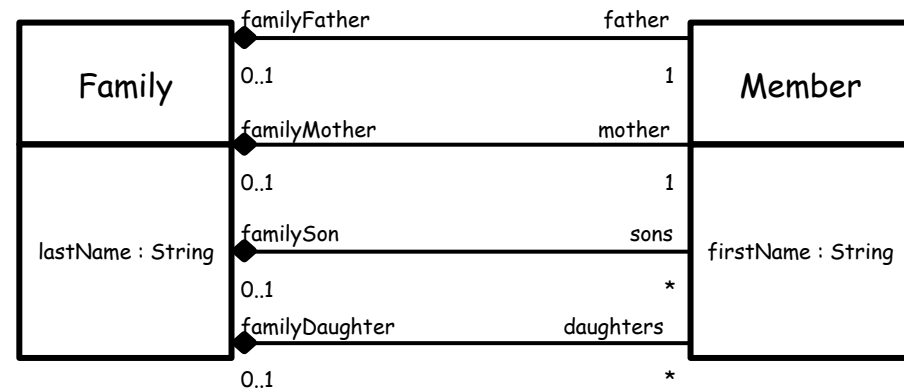 familyFather father
0..1 1
Family Member
familyMother mother
0..1 1
familySon sons
lastName : String firstName : String
0..1 *
familyDaughter daughters
0..1 *